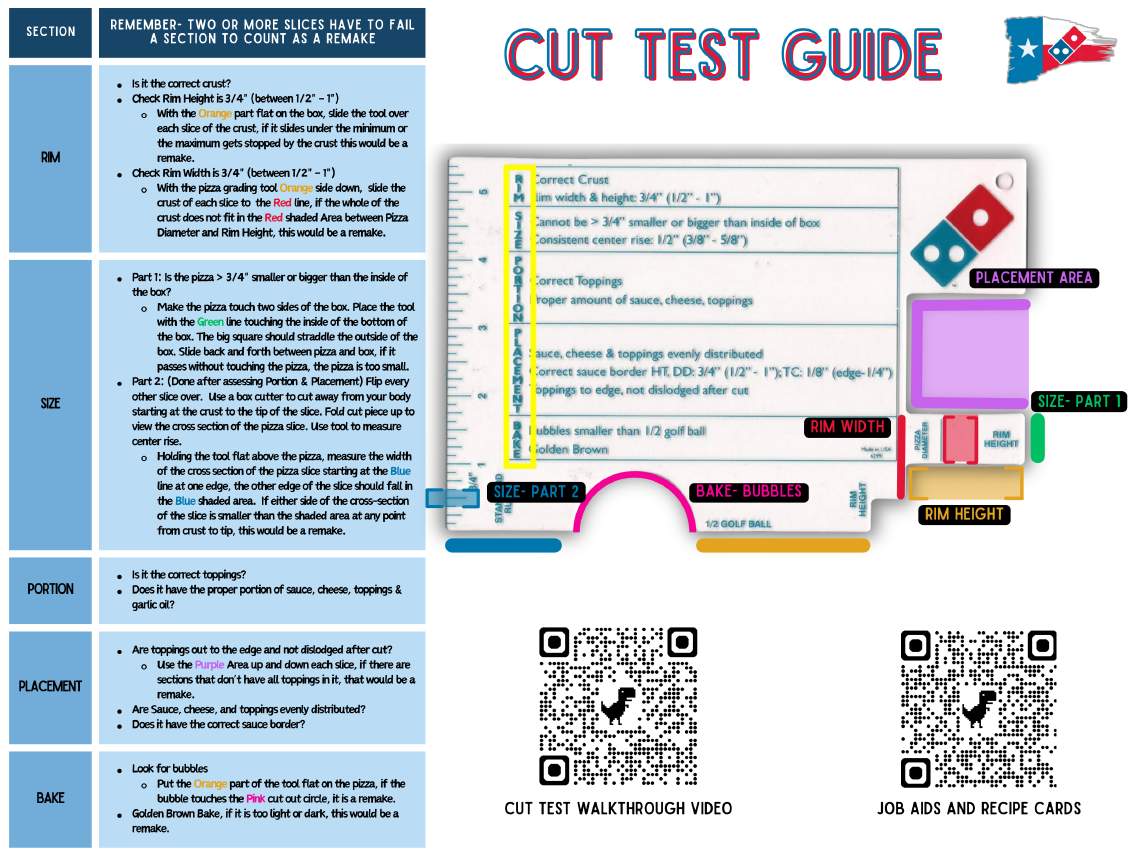 SECTION
REMEMBER- TWO OR MORE SLICES HAVE TO FAIL
A SECTION TO COUNT AS A REMAKE
RIM
Is it the correct crust?
Check Rim Height is 3/4" (between 1/2" - 1")
With the Orange part flat on the box, slide the tool over
each slice of the crust, if it slides under the minimum or
the maximum gets stopped by the crust this would be a
remake.
Check Rim Width is 3/4" (between 1/2" - 1")
With the pizza grading tool Orange side down, slide the
crust of each slice to the Red line, if the whole of the
crust does not fit in the Red shaded Area between Pizza
Diameter and Rim Height, this would be a remake.
SIZE
Part 1: Is the pizza > 3/4" smaller or bigger than the inside of
the box?
Make the pizza touch two sides of the box. Place the tool
with the Green line touching the inside of the bottom of
the box. The big square should straddle the outside of the
box. Slide back and forth between pizza and box, if it
passes without touching the pizza, the pizza is too small.
Part 2: (Done after assessing Portion & Placement) Flip every
other slice over. Use a box cutter to cut away from your body
starting at the crust to the tip of the slice. Fold cut piece up to
view the cross section of the pizza slice. Use tool to measure
center rise.
Holding the tool flat above the pizza, measure the width
of the cross section of the pizza slice starting at the Blue
line at one edge, the other edge of the slice should fall in
the Blue shaded area. If either side of the cross-section
of the slice is smaller than the shaded area at any point
from crust to tip, this would be a remake.
PORTION
Is it the correct toppings?
Does it have the proper portion of sauce, cheese, toppings &
garlic oil?
PLACEMENT
Are toppings out to the edge and not dislodged after cut?
Use the Purple Area up and down each slice, if there are
sections that don't have all toppings in it, that would be a
remake.
Are Sauce, cheese, and toppings evenly distributed?
Does it have the correct sauce border?
BAKE
Look for bubbles
Put the Orange part of the tool flat on the pizza, if the
bubble touches the Pink cut out circle, it is a remake.
Golden Brown Bake, if it is too light or dark, this would be a
remake.
CUT TEST GUIDE
5
4
3
2
1
3/4"
RIM
Correct Crust
Rim width & height: 3/4" (1/2" - 1")
SIZE
Cannot be > 3/4" smaller or bigger than inside of box
Consistent center rise: 1/2" (3/8" - 5/8")
PORTION
Correct Toppings
Proper amount of sauce, cheese, toppings
PLACEMENT
Sauce, cheese & toppings evenly distributed
Correct sauce border HT, DD: 3/4" (1/2" - 1"); TC: 1/8" (edge-1/4")
Toppings to edge, not dislodged after cut
BAKE
Bubbles smaller than 1/2 golf ball
Golden Brown
Made in USA
PLACEMENT AREA
SIZE- PART 1
RIM WIDTH
PIZZA
DIAMETER
RIM
HEIGHT
RIM HEIGHT
SIZE- PART 2
BAKE- BUBBLES
RIM
HEIGHT
1/2 GOLF BALL
CUT TEST WALKTHROUGH VIDEO
JOB AIDS AND RECIPE CARDS